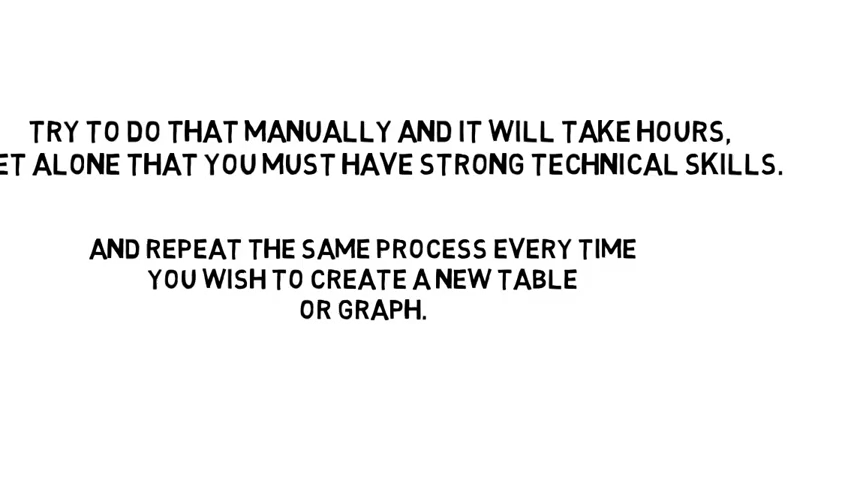 TRY TO DO THAT MANUALLY AND IT WILL TAKE HOURS,
ET ALONE THAT YOU MUST HAVE STRONG TECHNICAL SKILLS.
AND REPEAT THE SAME PROCESS EVERY TIME
YOU WISH TO CREATE A NEW TABLE
OR GRAPH.